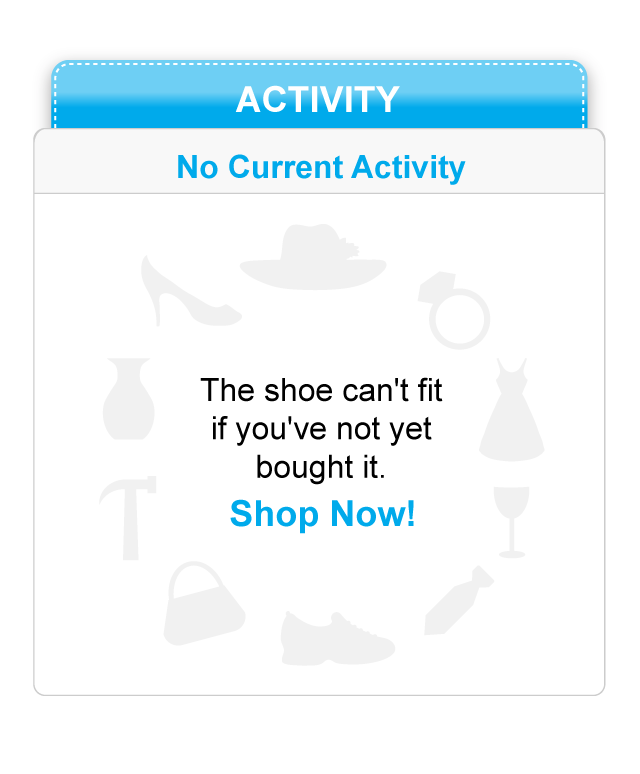 ACTIVITY
No Current Activity
The shoe can't fit
if you've not yet
bought it.
Shop Now!